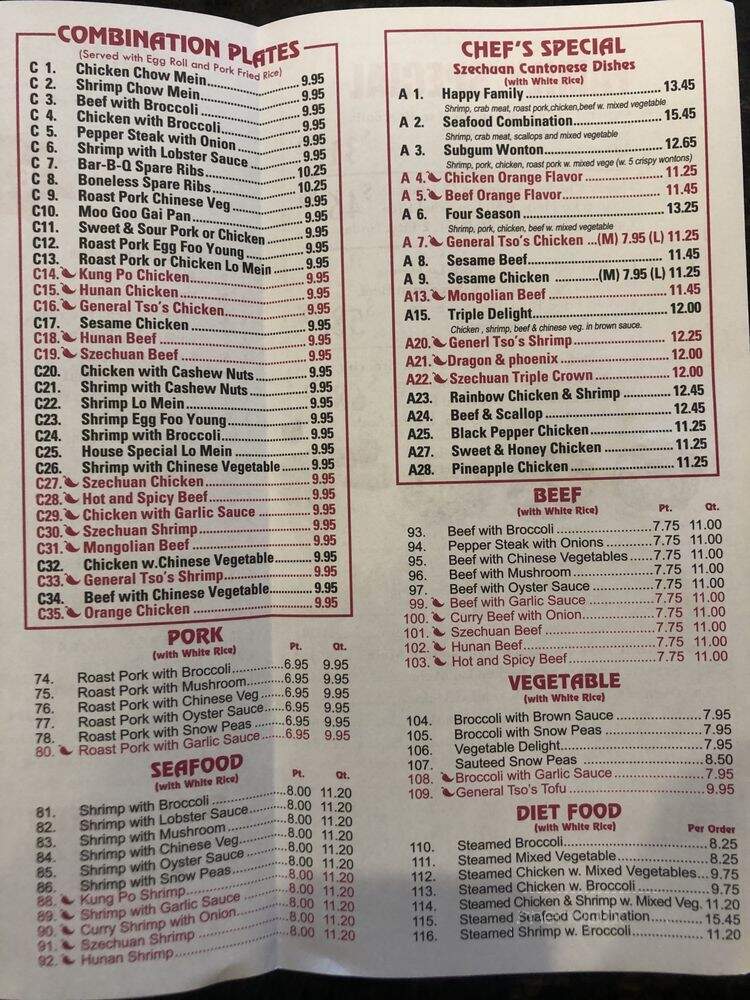 COMBINATION PLATES
(Served with Egg Roll and Pork Fried Rice)
C 1. Chicken Chow Mein 9.95
C 2. Shrimp Chow Mein 9.95
C 3. Beef with Broccoli 9.95
C 4. Chicken with Broccoli 9.95
C 5. Pepper Steak with Onion 9.95
C 6. Shrimp with Lobster Sauce 9.95
C 7. Bar-B-Q Spare Ribs 10.25
C 8. Boneless Spare Ribs 10.25
C 9. Roast Pork Chinese Veg 9.95
C10. Moo Goo Gai Pan 9.95
C11. Sweet & Sour Pork or Chicken 9.95
C12. Roast Pork Egg Foo Young 9.95
C13. Roast Pork or Chicken Lo Mein 9.95
C14. Kung Po Chicken 9.95
C15. Hunan Chicken 9.95
C16. General Tso's Chicken 9.95
C17. Sesame Chicken 9.95
C18. Hunan Beef 9.95
C19. Szechuan Beef 9.95
C20. Chicken with Cashew Nuts 9.95
C21. Shrimp with Cashew Nuts 9.95
C22. Shrimp Lo Mein 9.95
C23. Shrimp Egg Foo Young 9.95
C24. Shrimp with Broccoli 9.95
C25. House Special Lo Mein 9.95
C26. Shrimp with Chinese Vegetable 9.95
C27. Szechuan Chicken 9.95
C28. Hot and Spicy Beef 9.95
C29. Chicken with Garlic Sauce 9.95
C30. Szechuan Shrimp 9.95
C31. Mongolian Beef 9.95
C32. Chicken w.Chinese Vegetable 9.95
C33. General Tso's Shrimp 9.95
C34. Beef with Chinese Vegetable 9.95
C35. Orange Chicken 9.95
PORK
(with White Rice)
Pt. Qt.
74. Roast Pork with Broccoli 6.95 9.95
75. Roast Pork with Mushroom 6.95 9.95
76. Roast Pork with Chinese Veg 6.95 9.95
77. Roast Pork with Oyster Sauce 6.95 9.95
78. Roast Pork with Snow Peas 6.95 9.95
80. Roast Pork with Garlic Sauce 6.95 9.95
SEAFOOD
(with White Rice)
Pt. Qt.
81. Shrimp with Broccoli 8.00 11.20
82. Shrimp with Lobster Sauce 8.00 11.20
83. Shrimp with Mushroom 8.00 11.20
84. Shrimp with Chinese Veg. 8.00 11.20
85. Shrimp with Oyster Sauce 8.00 11.20
86. Shrimp with Snow Peas 8.00 11.20
88. Kung Po Shrimp 8.00 11.20
89. Shrimp with Garlic Sauce 8.00 11.20
90. Curry Shrimp with Onion 8.00 11.20
91. Szechuan Shrimp 8.00 11.20
92. Hunan Shrimp
CHEF'S SPECIAL
Szechuan Cantonese Dishes
(with White Rice)
A 1. Happy Family 13.45
Shrimp, crab meat, roast pork,chicken,beef w. mixed vegetable
A 2. Seafood Combination 15.45
Shrimp, crab meat, scallops and mixed vegetable
A 3. Subgum Wonton 12.65
Shrimp, pork, chicken, roast pork w. mixed vege (w. 5 crispy wontons)
A 4. Chicken Orange Flavor 11.25
A 5. Beef Orange Flavor 11.45
A 6. Four Season 13.25
Shrimp, pork, chicken, beef w. mixed vegetable
A 7. General Tso's Chicken ...(M) 7.95 (L) 11.25
A 8. Sesame Beef 11.45
A 9. Sesame Chicken (M) 7.95 (L) 11.25
A13. Mongolian Beef 11.45
A15. Triple Delight 12.00
Chicken , shrimp, beef & chinese veg. in brown sauce.
A20. Generl Tso's Shrimp 12.25
A21. Dragon & phoenix 12.00
A22. Szechuan Triple Crown 12.00
A23. Rainbow Chicken & Shrimp 12.45
A24. Beef & Scallop 12.45
A25. Black Pepper Chicken 11.25
A27. Sweet & Honey Chicken 11.25
A28. Pineapple Chicken 11.25
BEEF
(with White Rice)
Pt. Qt.
93. Beef with Broccoli 7.75 11.00
94. Pepper Steak with Onions 7.75 11.00
95. Beef with Chinese Vegetables 7.75 11.00
96. Beef with Mushroom 7.75 11.00
97. Beef with Oyster Sauce 7.75 11.00
99. Beef with Garlic Sauce 7.75 11.00
100. Curry Beef with Onion 7.75 11.00
101. Szechuan Beef 7.75 11.00
102. Hunan Beef 7.75 11.00
103. Hot and Spicy Beef 7.75 11.00
VEGETABLE
(with White Rice)
104. Broccoli with Brown Sauce 7.95
105. Broccoli with Snow Peas 7.95
106. Vegetable Delight 7.95
107. Sauteed Snow Peas 8.50
108. Broccoli with Garlic Sauce 7.95
109. General Tso's Tofu 9.95
DIET FOOD
(with White Rice)
Per Order
110. Steamed Broccoli 8.25
111. Steamed Mixed Vegetable 8.25
112. Steamed Chicken w. Mixed Vegetables 9.75
113. Steamed Chicken w. Broccoli 9.75
114. Steamed Chicken & Shrimp w. Mixed Veg. 11.20
115. Steamed Seafood Combination 15.45
116. Steamed Shrimp w. Broccoli 11.20